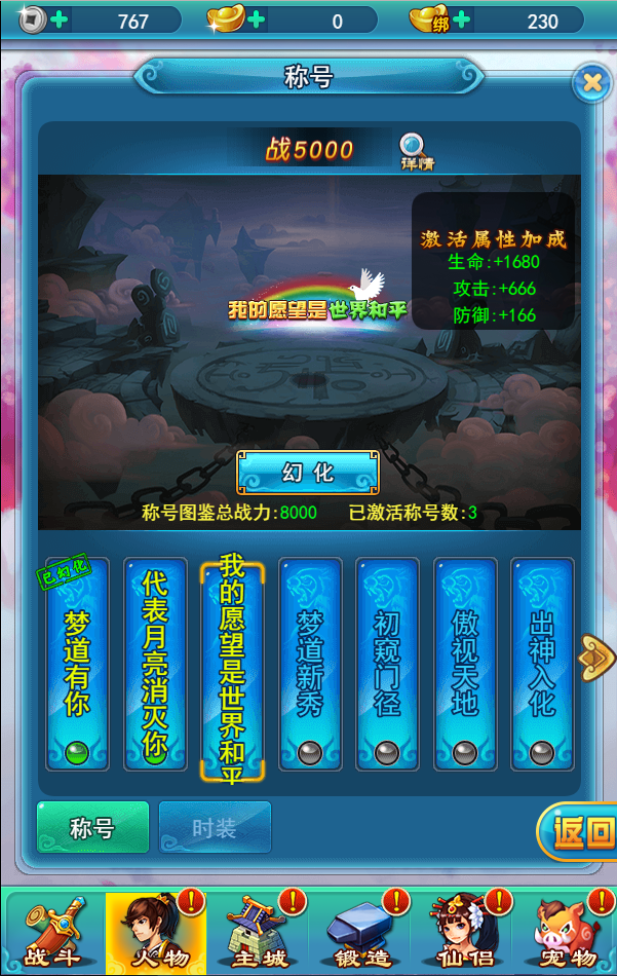 767
0
绑
230
称号
战5000
详情
激活属性加成
生命:+1680
攻击:+666
防御:+166
我的愿望是世界和平
幻化
称号图鉴总战力:8000
已激活称号数:3
已幻化
梦道有你
代表月亮消灭你
我的愿望是世界和平
梦道新秀
初窥门径
傲视天地
出神入化
称号
时装
返回
战斗
人物
主城
锻造
仙侣
宠物